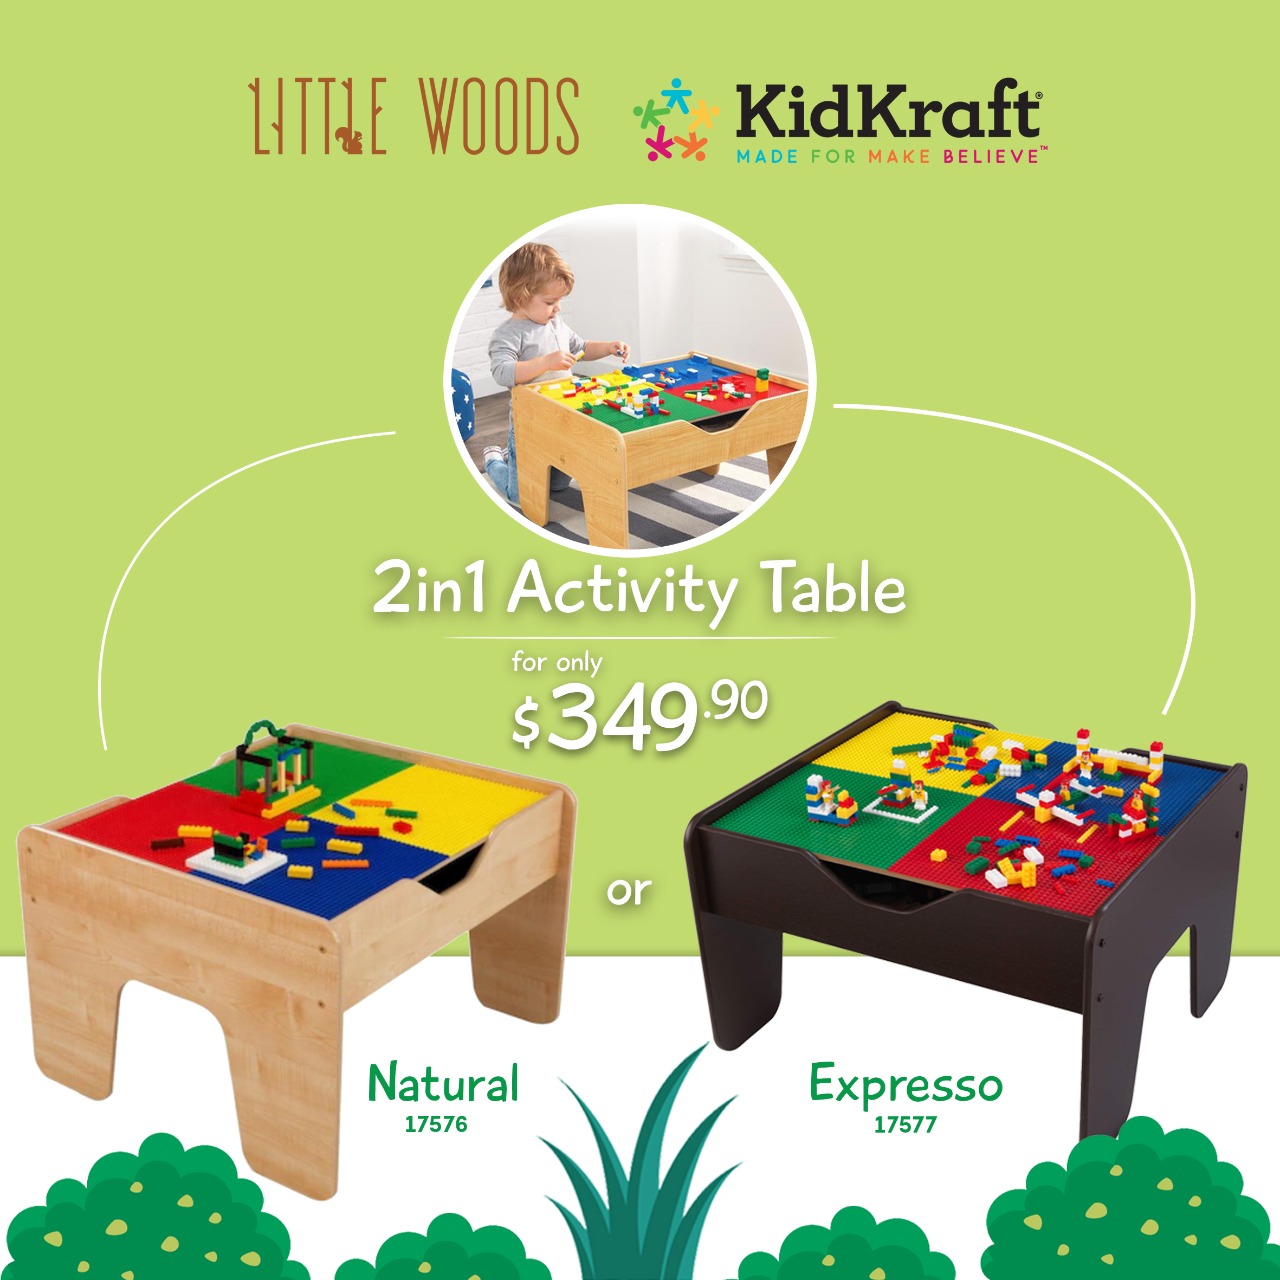 LITTLE WOODS
KidKraft®
MADE FOR MAKE BELIEVE™
2in1 Activity Table
for only
$349.90
or
Natural
17576
Expresso
17577